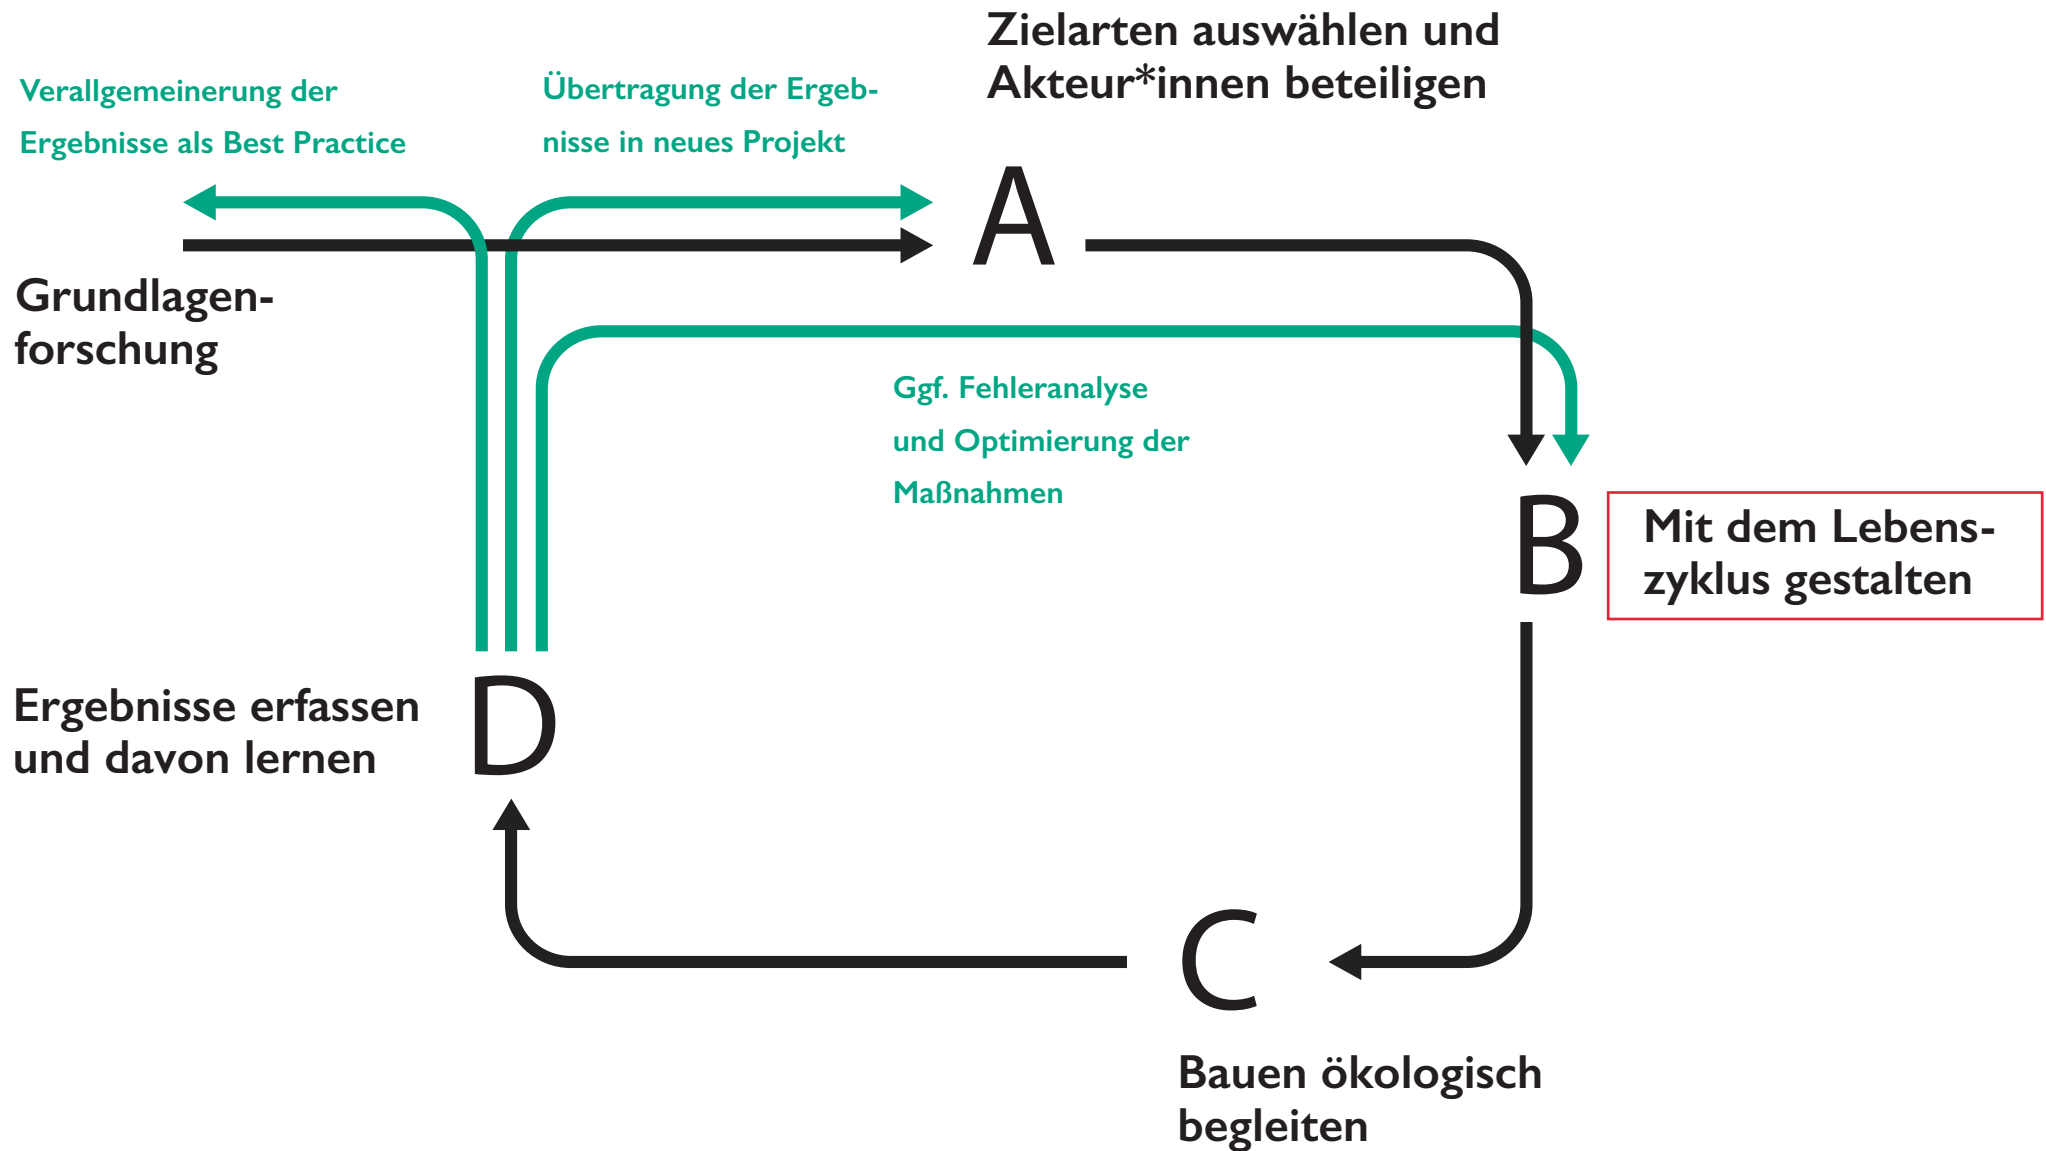 Zielarten auswählen und
Akteur*innen beteiligen
Verallgemeinerung der
Ergebnisse als Best Practice
Übertragung der Ergeb-
nisse in neues Projekt
A
Grundlagen-
forschung
Ggf. Fehleranalyse
und Optimierung der
Maßnahmen
B
Mit dem Lebens-
zyklus gestalten
D
Ergebnisse erfassen
und davon lernen
C
Bauen ökologisch
begleiten